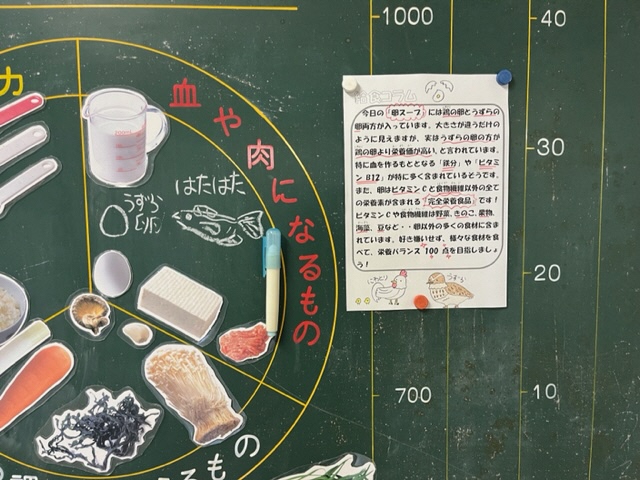 力
血や肉になるもの
はたはた
うずら
卵
1000
40
30
20
700
10
給食コラム
今日の「卵スープ」には鶏の卵とうずらの
卵両方が入っています。大きさが違うだけの
ように見えますが、実はうずらの卵の方が
鶏の卵より栄養価が高い、と言われています。
特に血を作るもととなる「鉄分」や「ビタミ
ン B12」が特に多く含まれているそうです。
また、卵はビタミンCと食物繊維以外の全て
の栄養素が含まれる「完全栄養食品」です！
ビタミンCや食物繊維は野菜、きのこ、果物、
海藻、豆など・・卵以外の多くの食材に含ま
れています。好き嫌いせず、様々な食材を食
べて、栄養バランス 100 点を目指しましょ
う！
にわとり
うずら
るもの